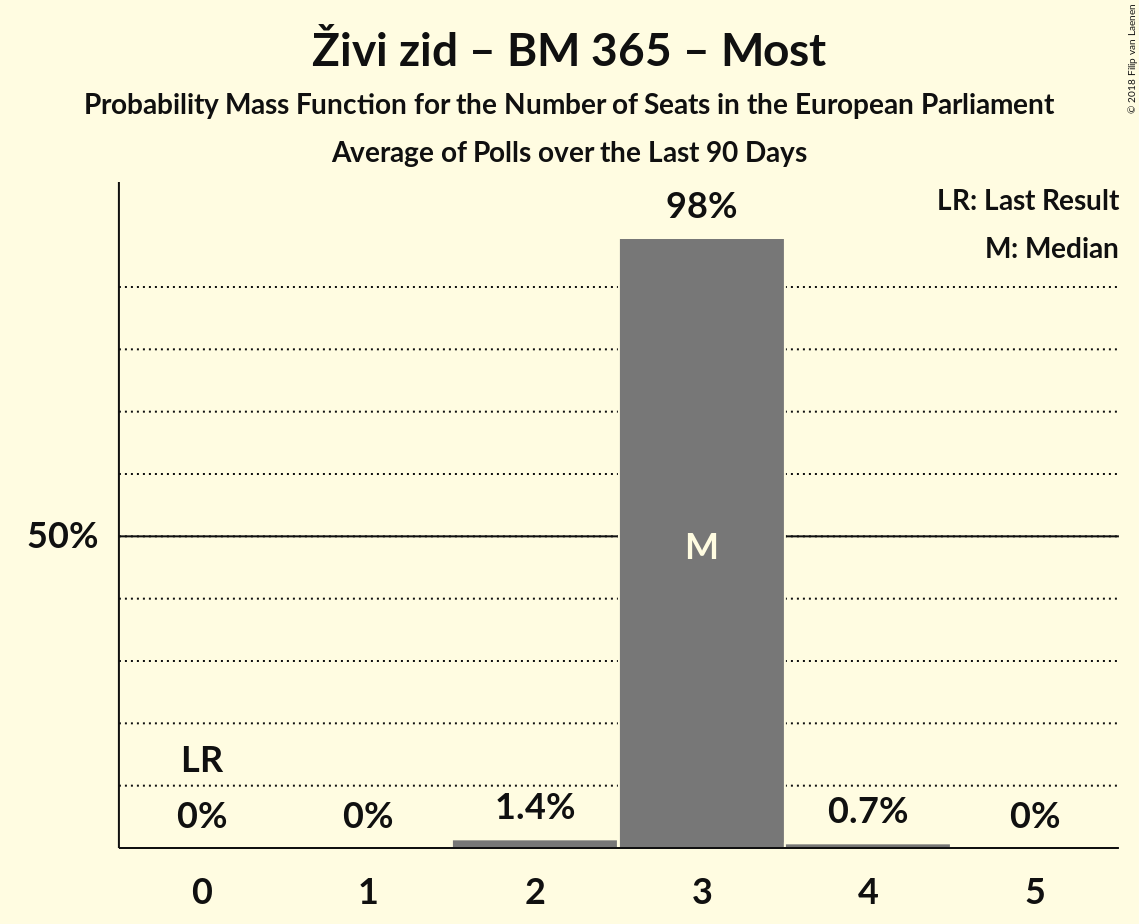 Živi zid – BM 365 – Most
Probability Mass Function for the Number of Seats in the European Parliament
Average of Polls over the Last 90 Days
© 2018 Filip van Laenen
98%
LR: Last Result
M: Median
50%
M
LR
0%
0%
1.4%
0.7%
0%
0
1
2
3
4
5